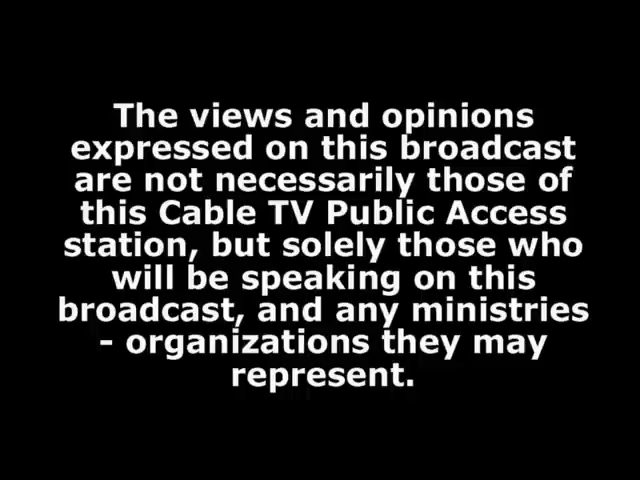 The views and opinions
expressed on this broadcast
are not necessarily those of
this Cable TV Public Access
station, but solely those who
will be speaking on this
broadcast, and any ministries
- organizations they may
represent.